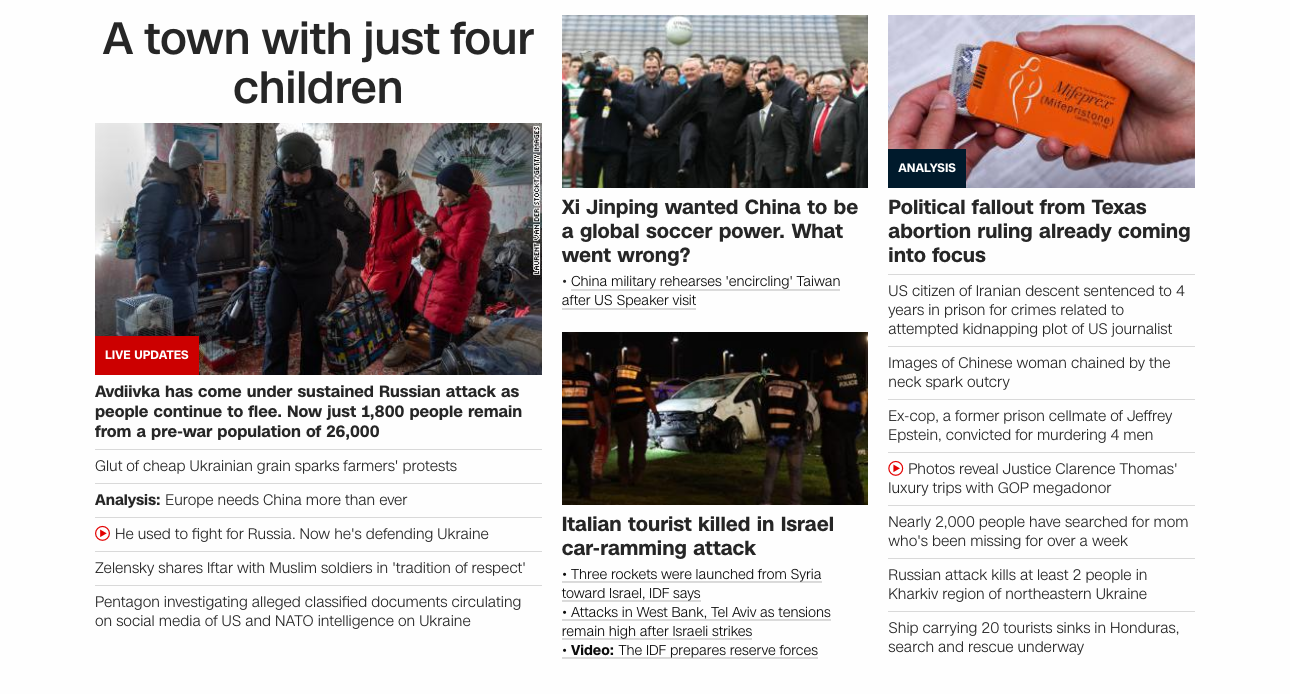 A town with just four
children
LAURENT VAN DER STOCKT/GETTY IMAGES
LIVE UPDATES
Avdiivka has come under sustained Russian attack as
people continue to flee. Now just 1,800 people remain
from a pre-war population of 26,000
Glut of cheap Ukrainian grain sparks farmers' protests
Analysis: Europe needs China more than ever
He used to fight for Russia. Now he's defending Ukraine
Zelensky shares Iftar with Muslim soldiers in 'tradition of respect'
Pentagon investigating alleged classified documents circulating
on social media of US and NATO intelligence on Ukraine
Xi Jinping wanted China to be
a global soccer power. What
went wrong?
• China military rehearses 'encircling' Taiwan
after US Speaker visit
POLICE
Italian tourist killed in Israel
car-ramming attack
• Three rockets were launched from Syria
toward Israel, IDF says
• Attacks in West Bank, Tel Aviv as tensions
remain high after Israeli strikes
• Video: The IDF prepares reserve forces
Mifeprex
(Mifepristone)
ANALYSIS
Political fallout from Texas
abortion ruling already coming
into focus
US citizen of Iranian descent sentenced to 4
years in prison for crimes related to
attempted kidnapping plot of US journalist
Images of Chinese woman chained by the
neck spark outcry
Ex-cop, a former prison cellmate of Jeffrey
Epstein, convicted for murdering 4 men
Photos reveal Justice Clarence Thomas'
luxury trips with GOP megadonor
Nearly 2,000 people have searched for mom
who's been missing for over a week
Russian attack kills at least 2 people in
Kharkiv region of northeastern Ukraine
Ship carrying 20 tourists sinks in Honduras,
search and rescue underway